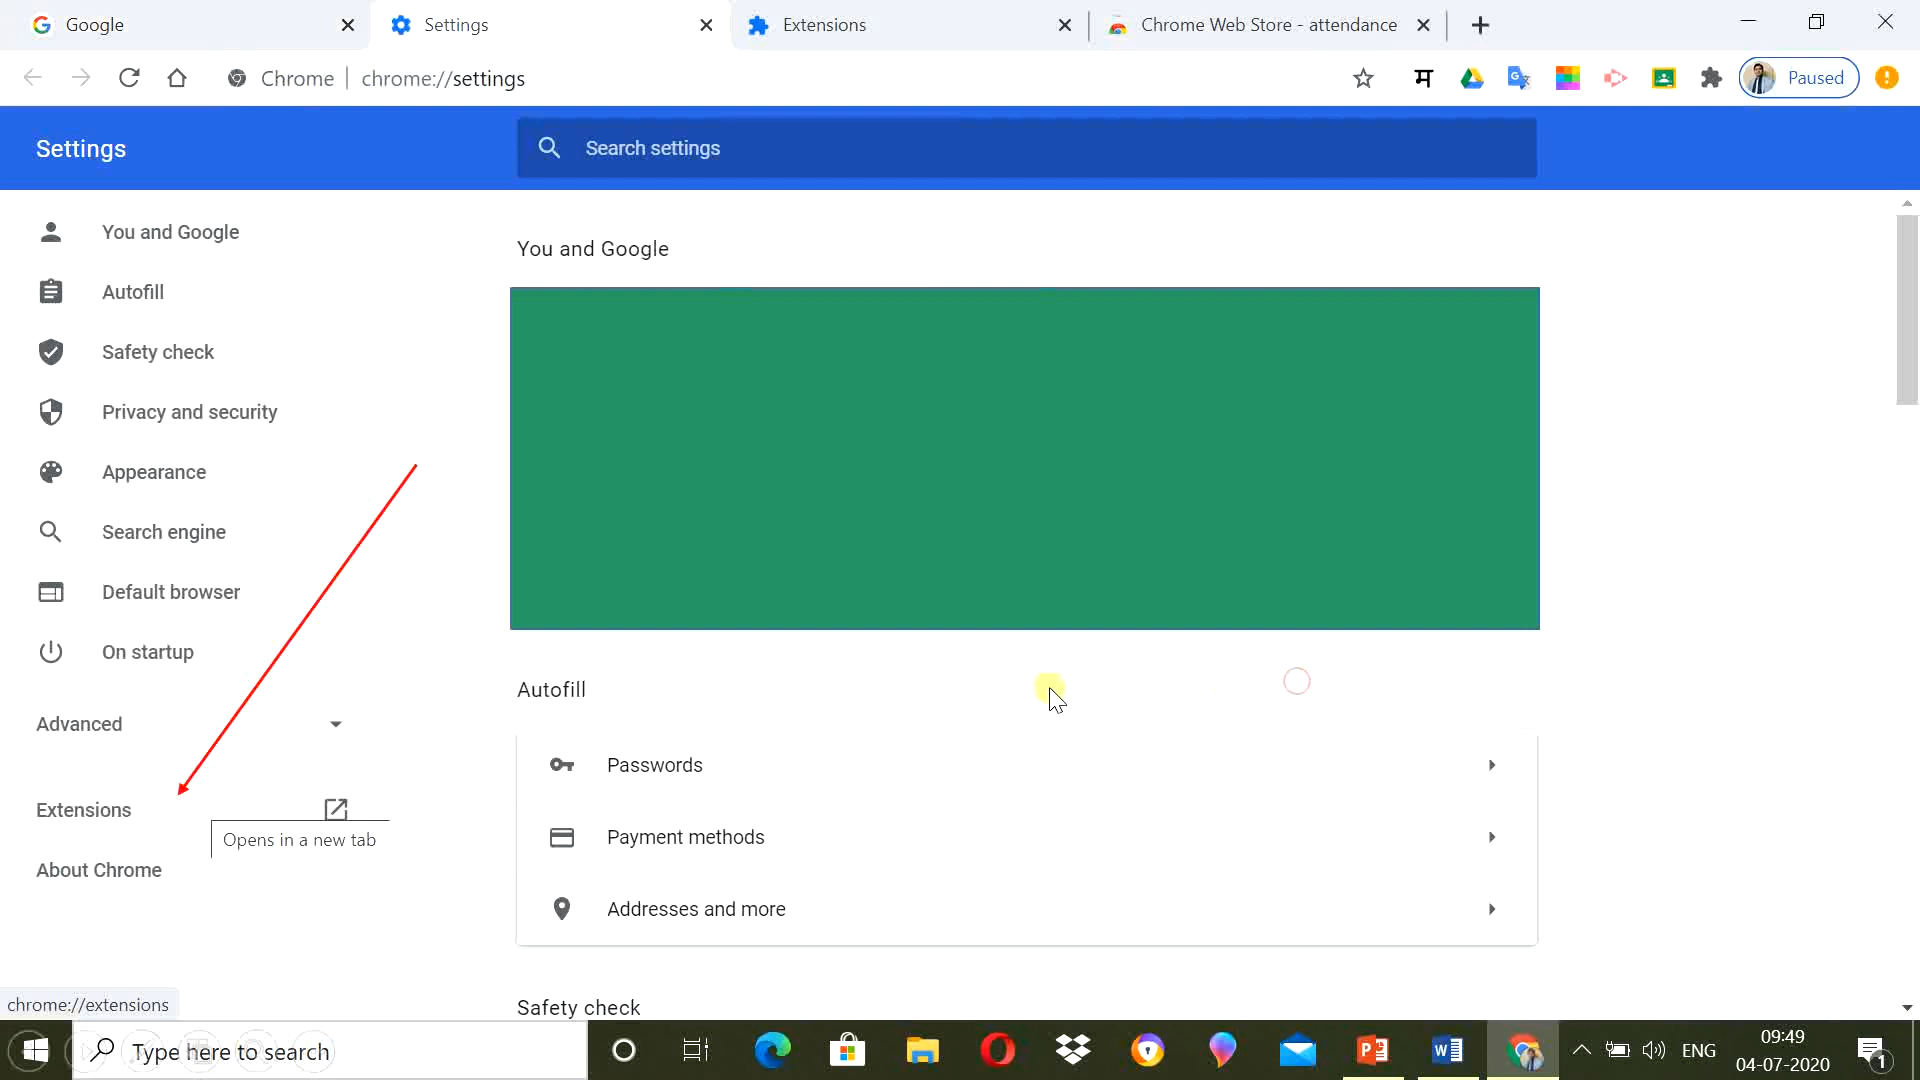 Google
Settings
Extensions
Chrome Web Store - attendance
Chrome | chrome://settings
म
Paused
Settings
Search settings
You and Google
Autofill
Safety check
Privacy and security
Appearance
Search engine
Default browser
On startup
Advanced
Extensions
Opens in a new tab
About Chrome
You and Google
Autofill
Passwords
Payment methods
Addresses and more
Safety check
chrome://extensions
Type here to search
ENG
09:49
04-07-2020
1